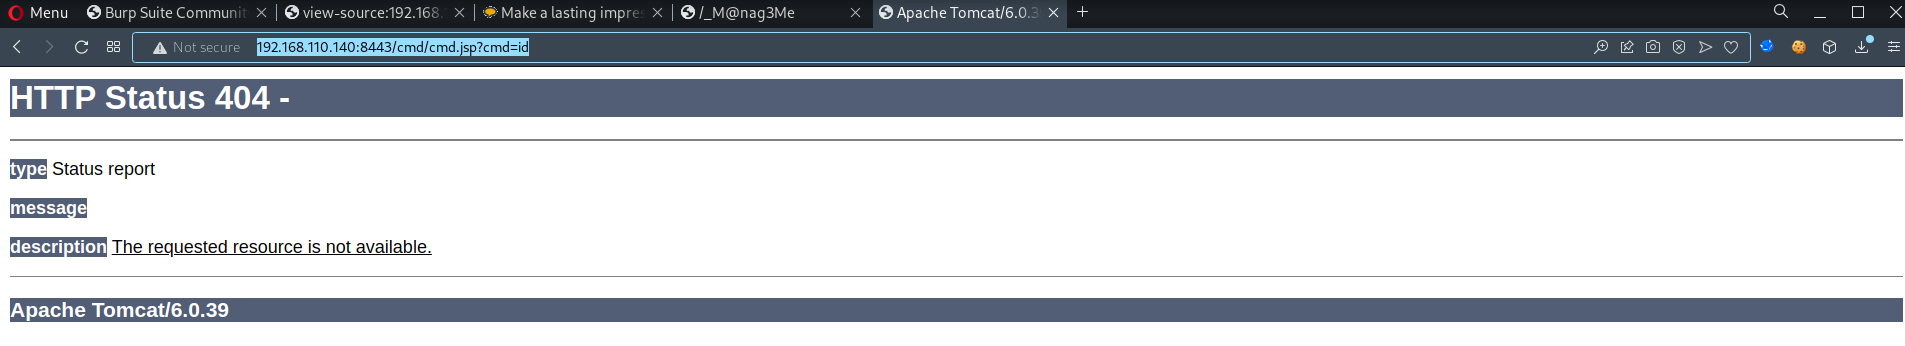 Menu Burp Suite Communit view-source:192.168. Make a lasting impres /_M@nag3Me Apache Tomcat/6.0.3
Not secure 192.168.110.140:8443/cmd/cmd.jsp?cmd=id
HTTP Status 404 -
type Status report
message
description The requested resource is not available.
Apache Tomcat/6.0.39